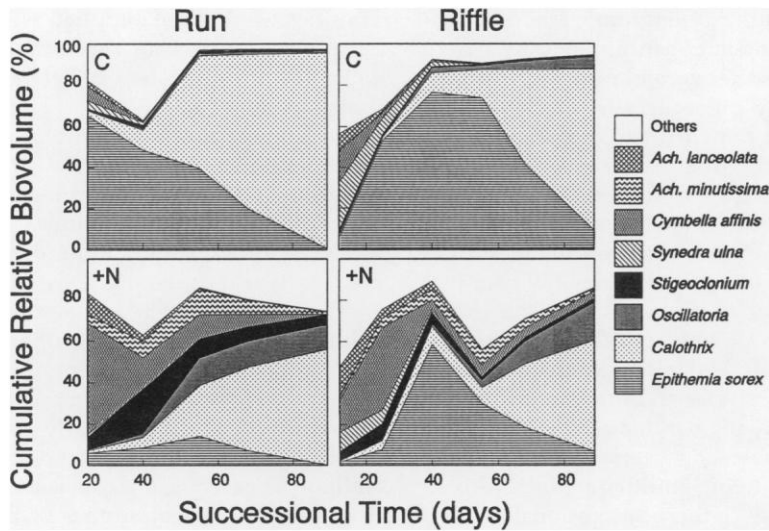 Run Riffle
Cumulative Relative Biovolume (%)
100
80
60
40
20
0
C
C
80
60
40
20
0
+N
+N
20 40 60 80 20 40 60 80
Successional Time (days)
Others
Ach. lanceolata
Ach. minutissima
Cymbella affinis
Synedra ulna
Stigeoclonium
Oscillatoria
Calothrix
Epithemia sorex